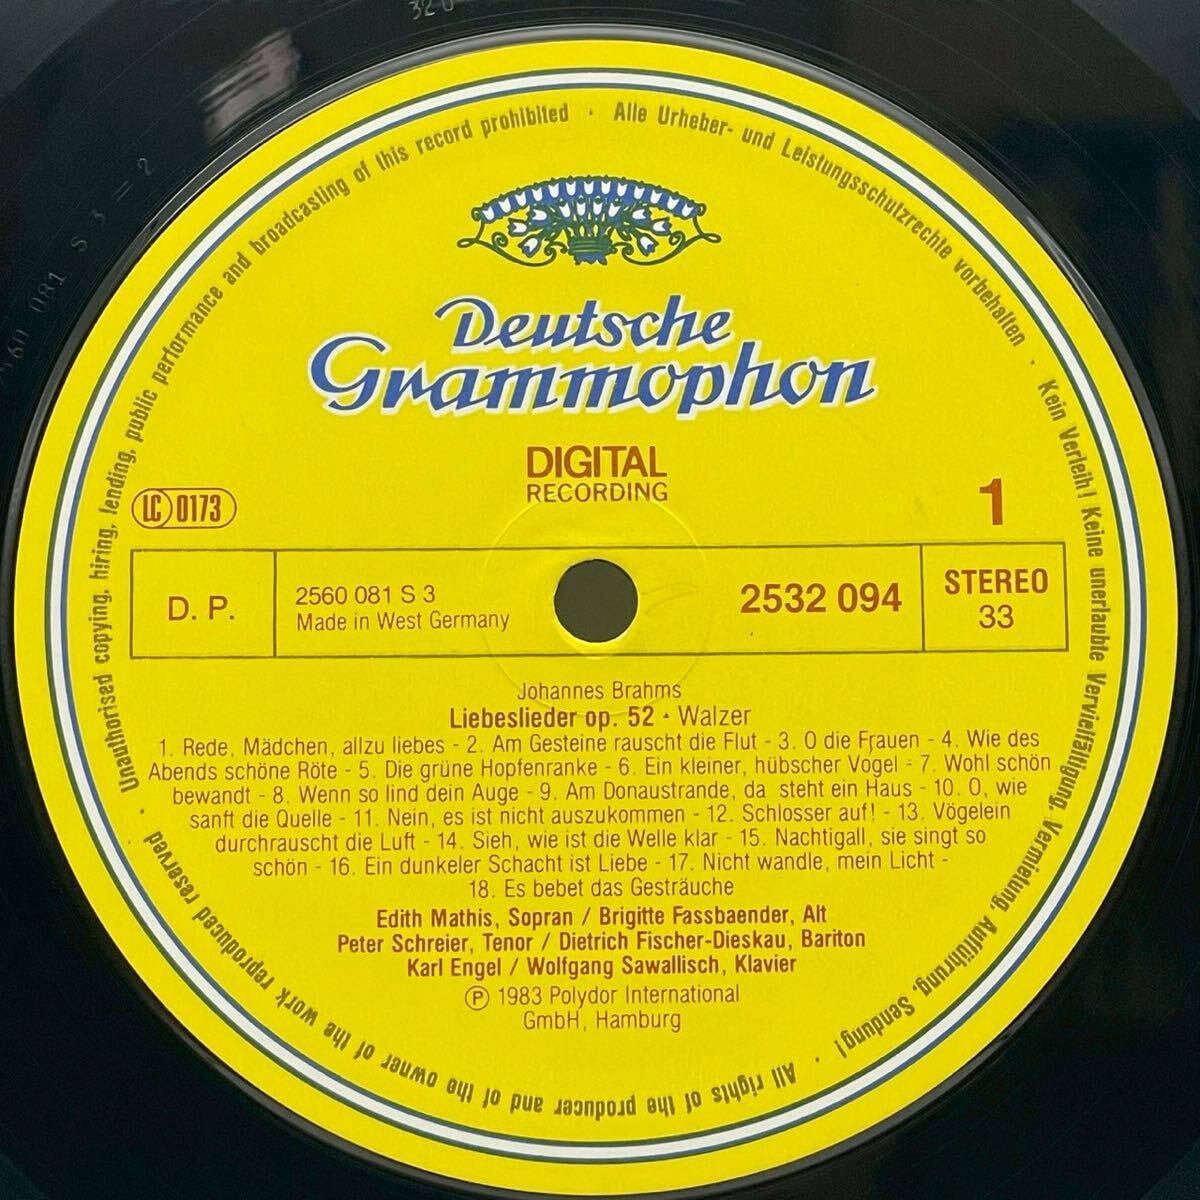 320
2560 081 S 3 = 2
Unauthorised copying, hiring, lending, public performance and broadcasting of this record prohibited · Alle Urheber- und Leistungsschutzrechte vorbehalten · Kein Verleih! Keine unerlaubte Vervielfältigung, Vermietung, Aufführung, Sendung! · All rights of the producer and of the owner of the work reproduced reserved ·
Deutsche
Grammophon
DIGITAL
RECORDING
1
LC 0173
D. P.
2560 081 S 3
Made in West Germany
2532 094
STEREO
33
Johannes Brahms
Liebeslieder op. 52 · Walzer
1. Rede, Mädchen, allzu liebes - 2. Am Gesteine rauscht die Flut - 3. O die Frauen - 4. Wie des
Abends schöne Röte - 5. Die grüne Hopfenranke - 6. Ein kleiner, hübscher Vogel - 7. Wohl schön
bewandt - 8. Wenn so lind dein Auge - 9. Am Donaustrande, da steht ein Haus - 10. O, wie
sanft die Quelle - 11. Nein, es ist nicht auszukommen - 12. Schlosser auf! - 13. Vögelein
durchrauscht die Luft - 14. Sieh, wie ist die Welle klar - 15. Nachtigall, sie singt so
schön - 16. Ein dunkeler Schacht ist Liebe - 17. Nicht wandle, mein Licht -
18. Es bebet das Gesträuche
Edith Mathis, Sopran / Brigitte Fassbaender, Alt
Peter Schreier, Tenor / Dietrich Fischer-Dieskau, Bariton
Karl Engel / Wolfgang Sawallisch, Klavier
Ⓟ 1983 Polydor International
GmbH, Hamburg